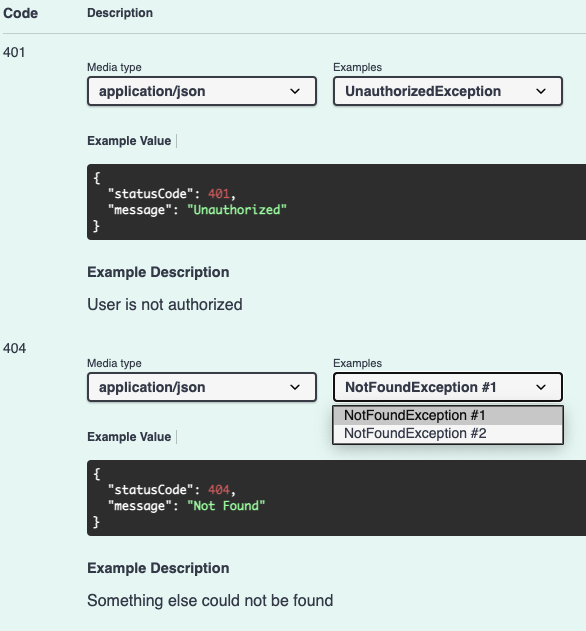 Code Description
401
Media type Examples
application/json UnauthorizedException
Example Value
{
"statusCode": 401,
"message": "Unauthorized"
}
Example Description
User is not authorized
404
Media type Examples
application/json NotFoundException #1
NotFoundException #1
NotFoundException #2
Example Value
{
"statusCode": 404,
"message": "Not Found"
}
Example Description
Something else could not be found